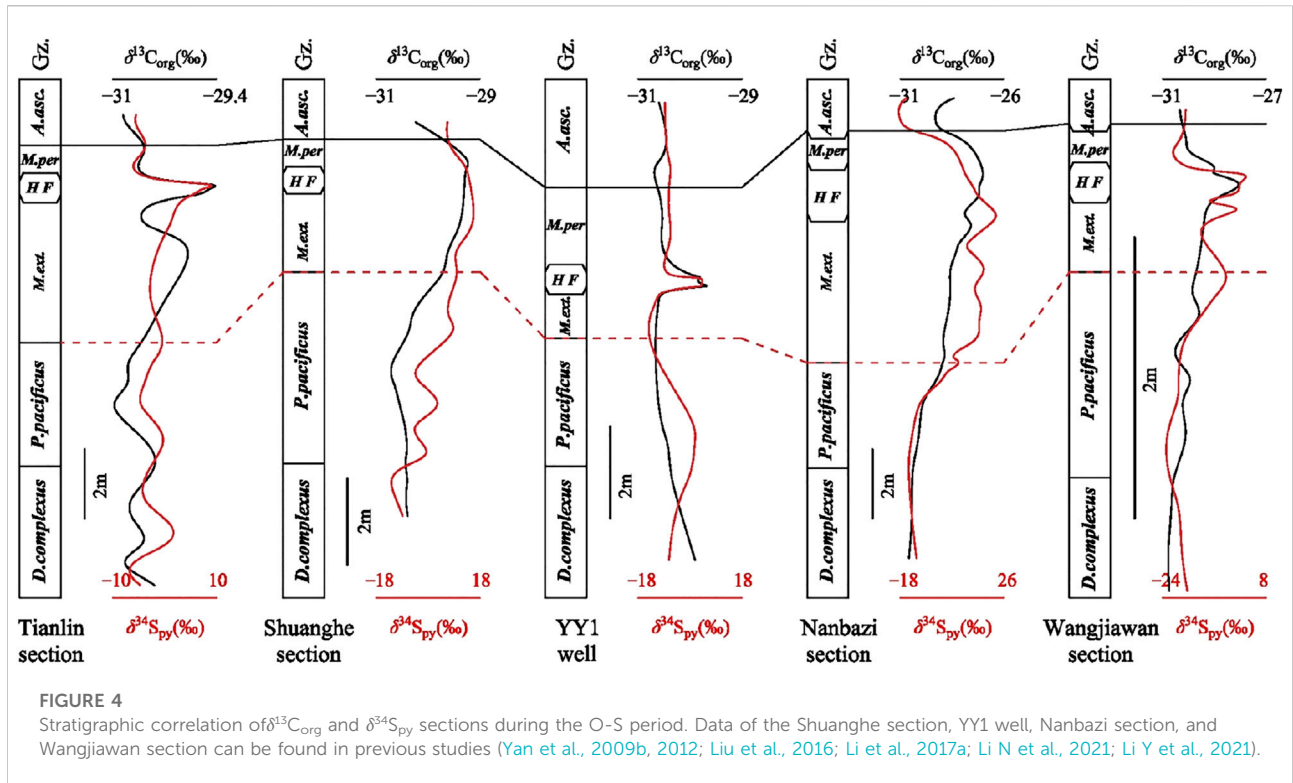 Gz. δ¹³Corg(‰) Gz. δ¹³Corg(‰) Gz. δ¹³Corg(‰) Gz. δ¹³Corg(‰) Gz. δ¹³Corg(‰)
−31 −29.4 −31 −29 −31 −29 −31 −26 −31 −27
A.asc. A.asc. A.asc. A.asc. A.asc.
M.per M.per M.per M.per M.per
H F H F H F H F H F
M.ext. M.ext. M.ext. M.ext. M.ext.
P.pacificus P.pacificus P.pacificus P.pacificus P.pacificus
2m 2m 2m 2m 2m
D.complexus D.complexus D.complexus D.complexus D.complexus
−10 10 −18 18 −18 18 −18 26 −24 8
Tianlin δ³⁴Spy(‰) Shuanghe δ³⁴Spy(‰) YY1 δ³⁴Spy(‰) Nanbazi δ³⁴Spy(‰) Wangjiawan δ³⁴Spy(‰)
section section well section section
FIGURE 4
Stratigraphic correlation ofδ¹³Corg and δ³⁴Spy sections during the O-S period. Data of the Shuanghe section, YY1 well, Nanbazi section, and
Wangjiawan section can be found in previous studies (Yan et al., 2009b, 2012; Liu et al., 2016; Li et al., 2017a; Li N et al., 2021; Li Y et al., 2021).